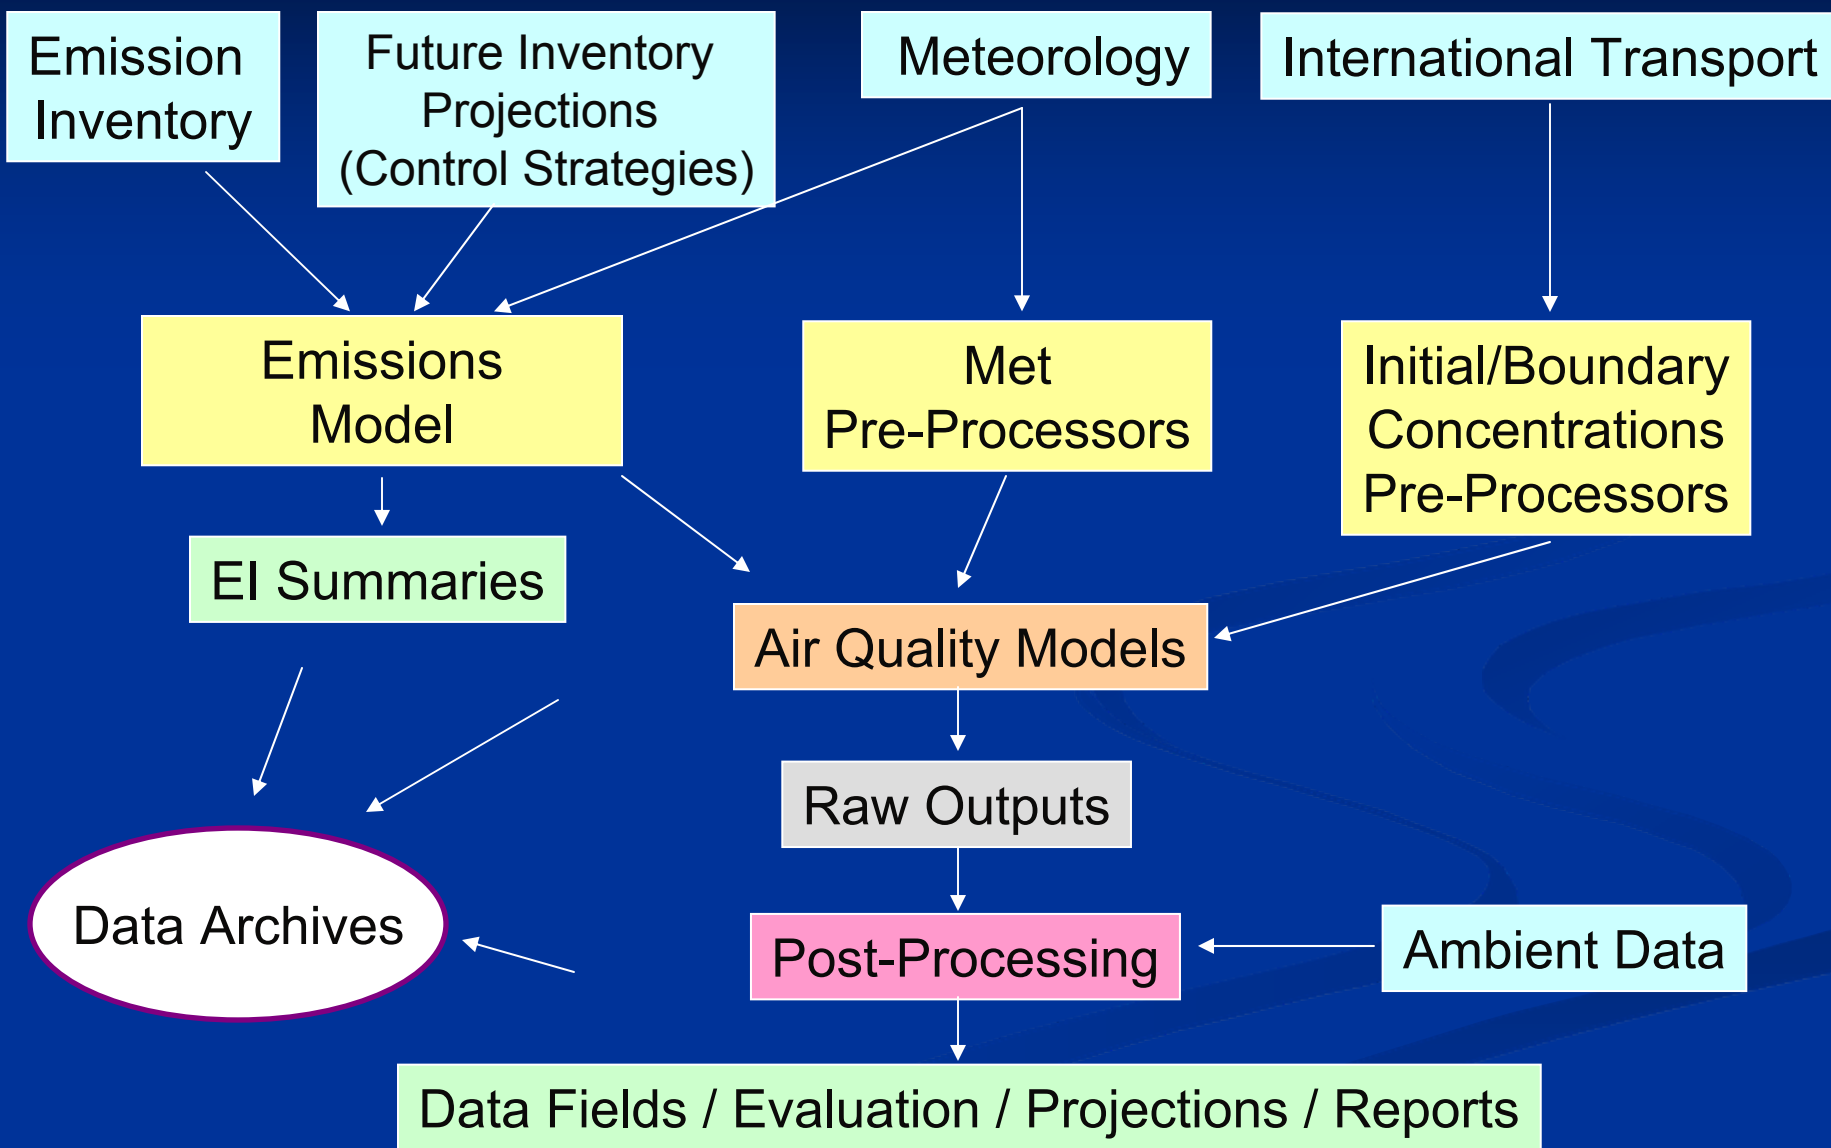 Emission
Inventory
Future Inventory
Projections
(Control Strategies)
Meteorology
International Transport
Emissions
Model
Met
Pre-Processors
Initial/Boundary
Concentrations
Pre-Processors
EI Summaries
Air Quality Models
Raw Outputs
Data Archives
Post-Processing
Ambient Data
Data Fields / Evaluation / Projections / Reports